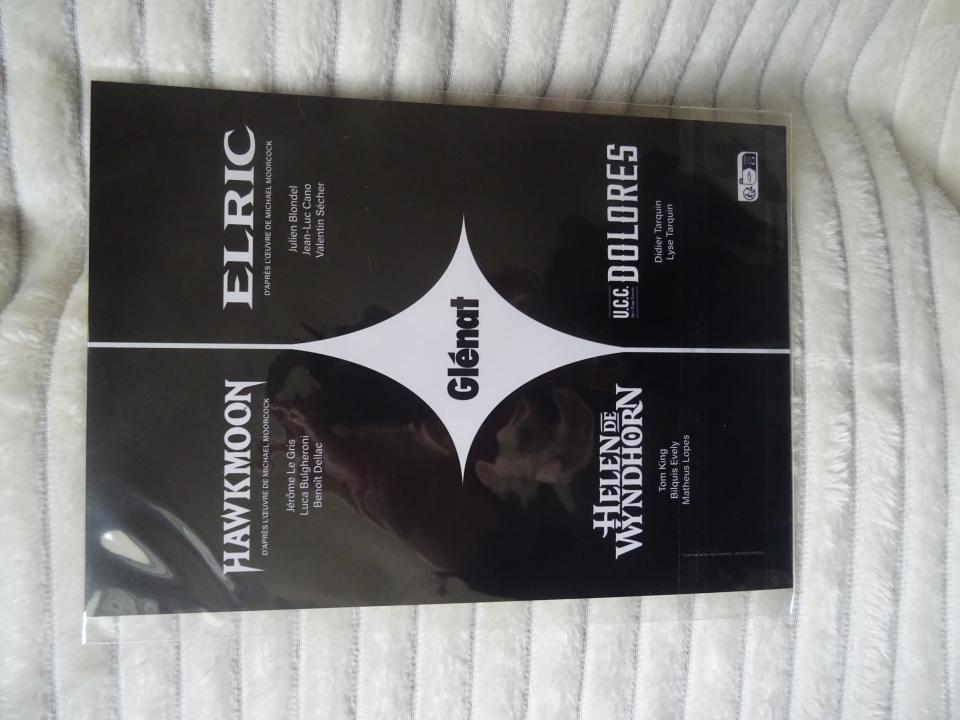 HAWKMOON
D'APRÈS L'ŒUVRE DE MICHAEL MOORCOCK
Jérôme Le Gris
Luca Bulgheroni
Benoît Dellac
ELRIC
D'APRÈS L'ŒUVRE DE MICHAEL MOORCOCK
Julien Blondel
Jean-Luc Cano
Valentin Sécher
Glénat
HELEN DE
WYNDHORN
Tom King
Bilquis Evely
Matheus Lopes
U.C.C. DOLORES
Didier Tarquin
Lyse Tarquin